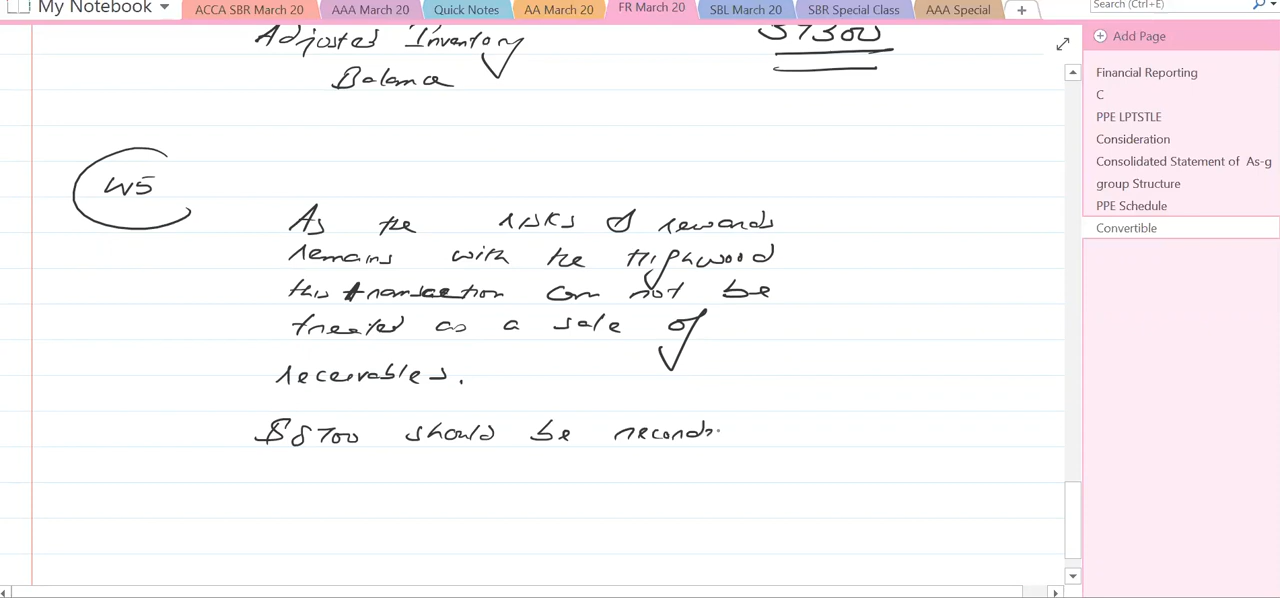 My Notebook
ACCA SBR March 20
AAA March 20
Quick Notes
AA March 20
FR March 20
SBL March 20
SBR Special Class
AAA Special
Search (Ctrl+E)
Adjusted Inventory
Balance
57300
W5
As the risks & rewards
remains with the Highwood
this transaction can not be
treated as a sale of
receivables.
$8700 should be records
Add Page
Financial Reporting
C
PPE LPTSTLE
Consideration
Consolidated Statement of As-g
group Structure
PPE Schedule
Convertible